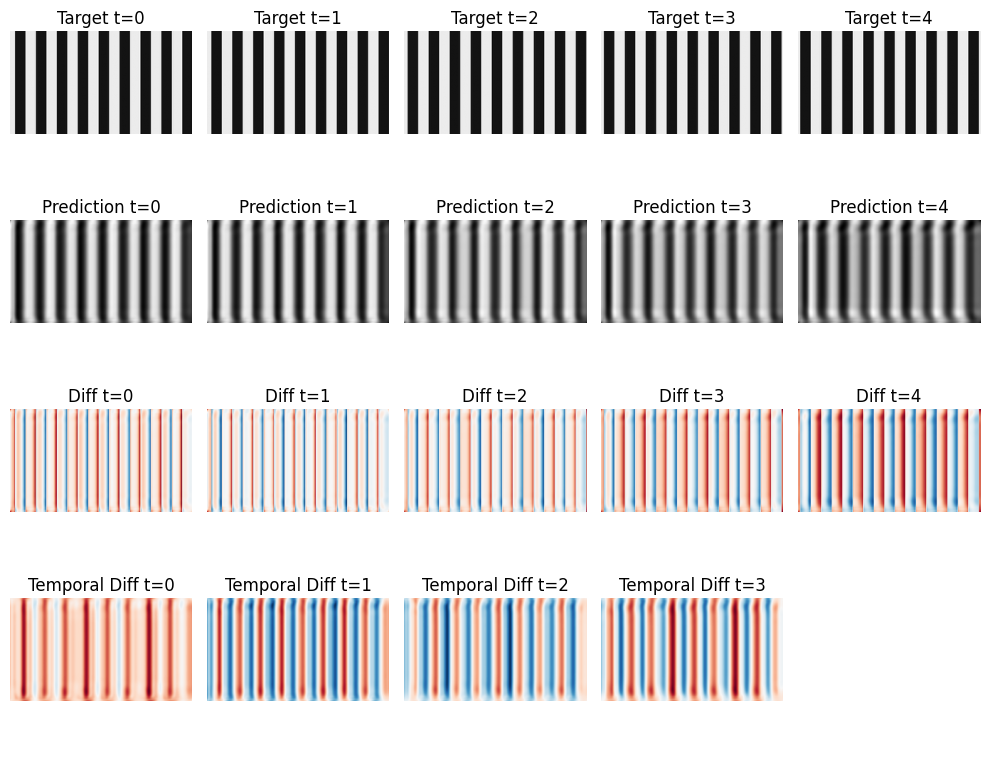 Target t=0 Target t=1 Target t=2 Target t=3 Target t=4
Prediction t=0 Prediction t=1 Prediction t=2 Prediction t=3 Prediction t=4
Diff t=0 Diff t=1 Diff t=2 Diff t=3 Diff t=4
Temporal Diff t=0 Temporal Diff t=1 Temporal Diff t=2 Temporal Diff t=3